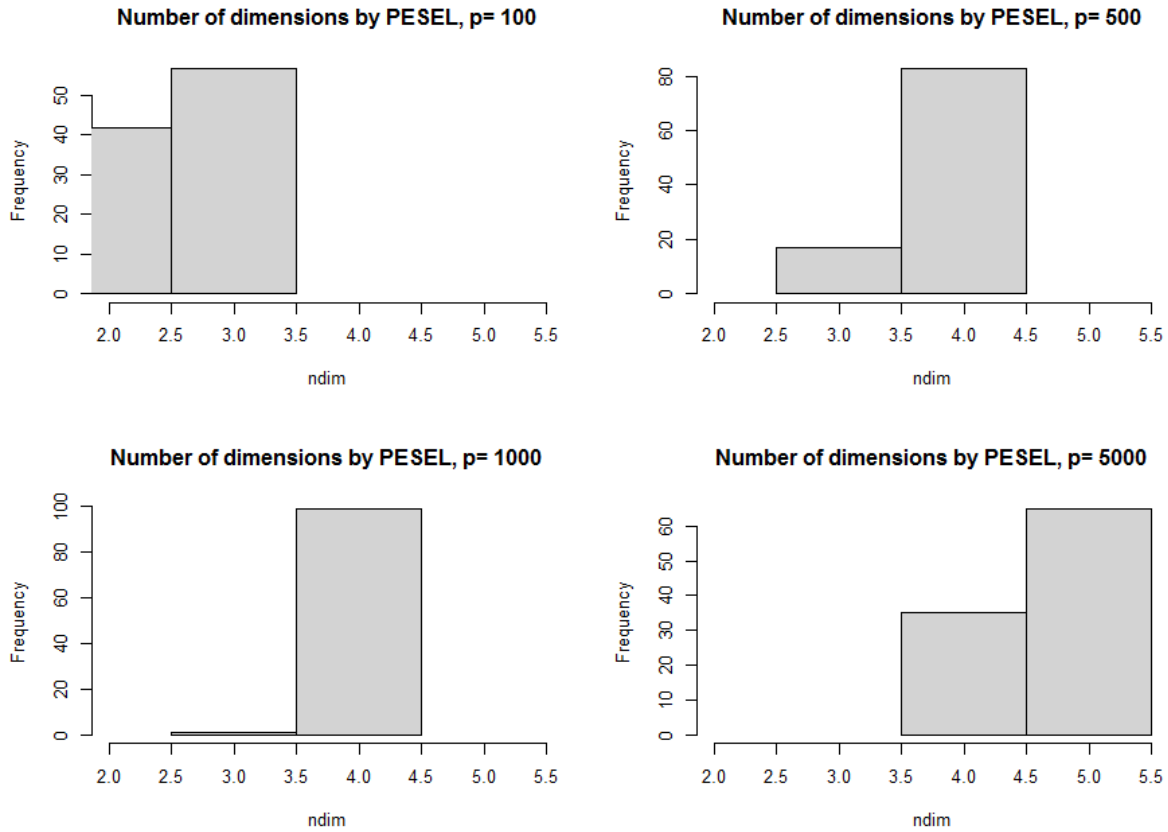 Number of dimensions by PESEL, p= 100
Frequency
0 10 20 30 40 50
2.0 2.5 3.0 3.5 4.0 4.5 5.0 5.5
ndim
Number of dimensions by PESEL, p= 500
Frequency
0 20 40 60 80
2.0 2.5 3.0 3.5 4.0 4.5 5.0 5.5
ndim
Number of dimensions by PESEL, p= 1000
Frequency
0 20 40 60 80 100
2.0 2.5 3.0 3.5 4.0 4.5 5.0 5.5
ndim
Number of dimensions by PESEL, p= 5000
Frequency
0 10 20 30 40 50 60
2.0 2.5 3.0 3.5 4.0 4.5 5.0 5.5
ndim